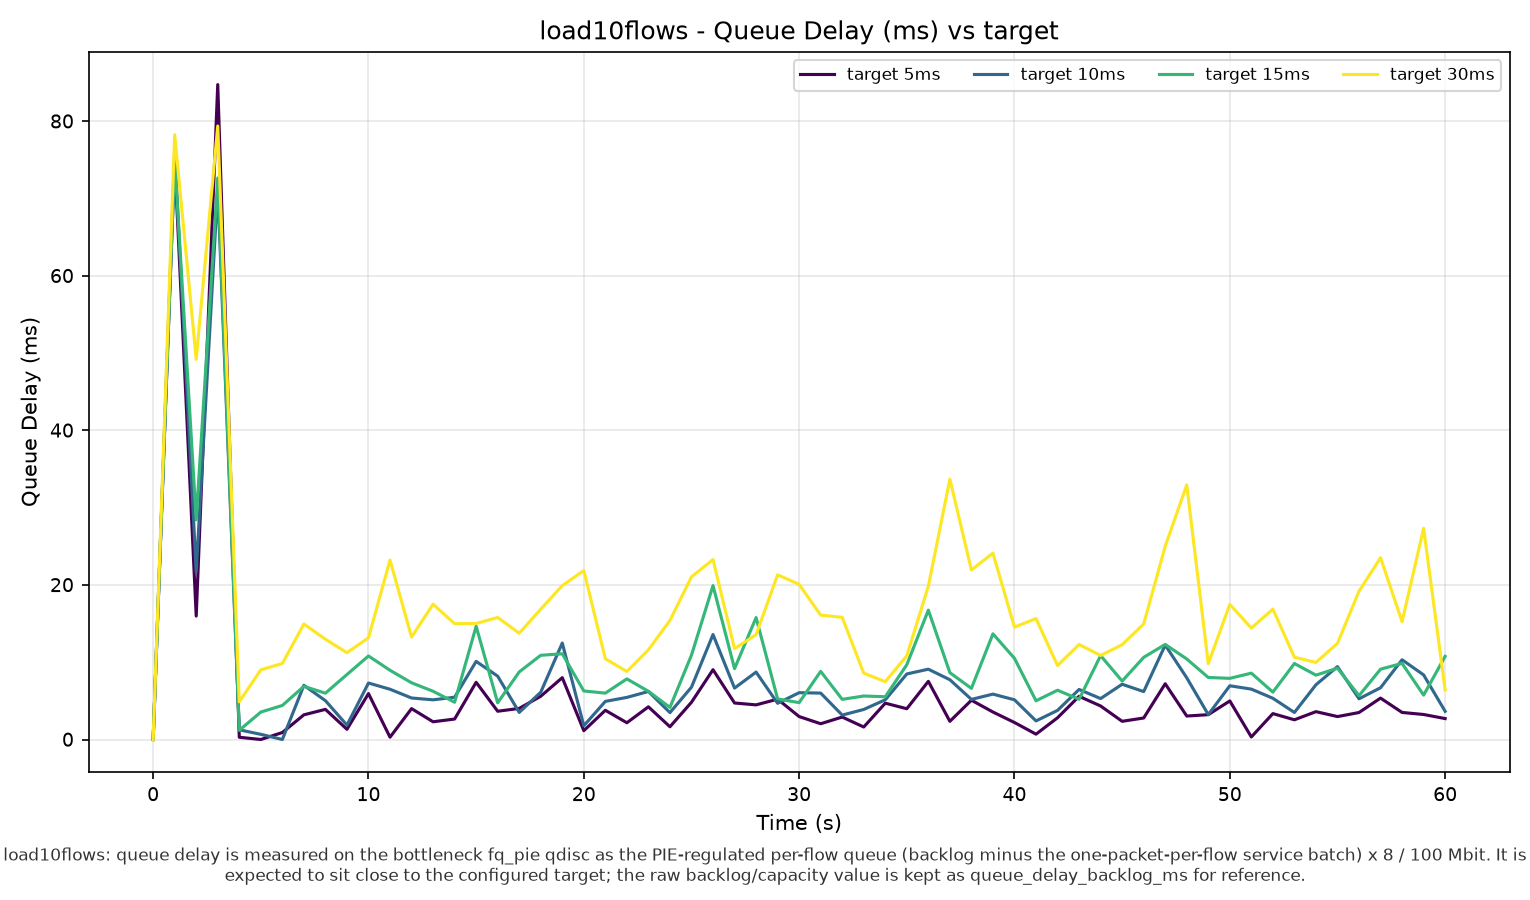 load10flows - Queue Delay (ms) vs target
target 5ms
target 10ms
target 15ms
target 30ms
Queue Delay (ms)
80
60
40
20
0
0
10
20
30
40
50
60
Time (s)
load10flows: queue delay is measured on the bottleneck fq_pie qdisc as the PIE-regulated per-flow queue (backlog minus the one-packet-per-flow service batch) x 8 / 100 Mbit. It is
expected to sit close to the configured target; the raw backlog/capacity value is kept as queue_delay_backlog_ms for reference.